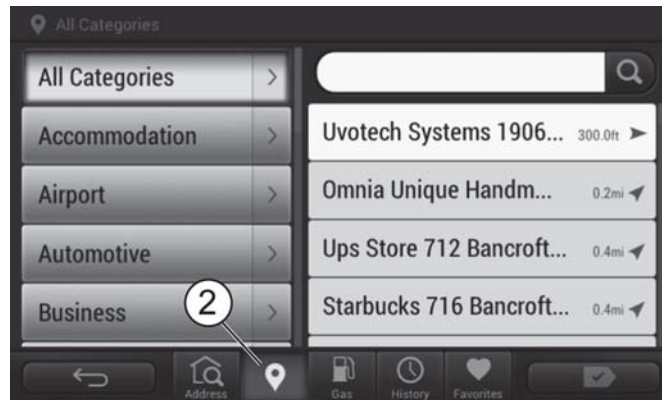 All Categories
All Categories
Accommodation
Airport
Automotive
Business
Uvotech Systems 1906... 300.0ft
Omnia Unique Handm... 0.2mi
Ups Store 712 Bancroft... 0.4mi
Starbucks 716 Bancroft... 0.4mi
2
Address
Gas
History
Favorites